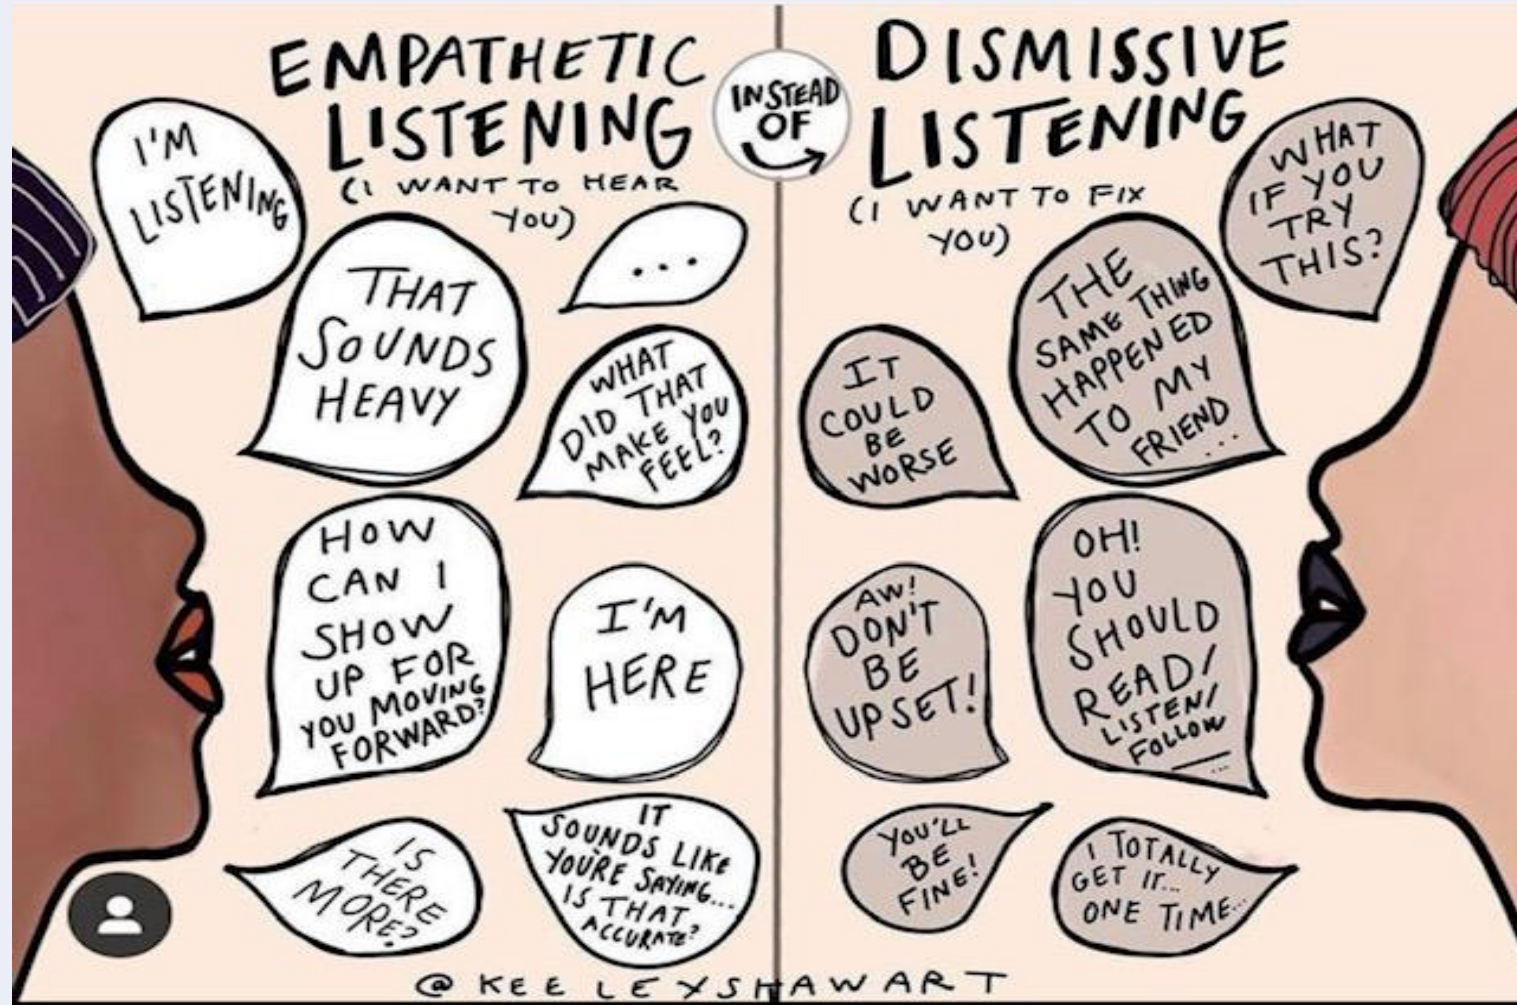 EMPATHETIC
LISTENING
(I WANT TO HEAR
YOU)
INSTEAD
OF
DISMISSIVE
LISTENING
(I WANT TO FIX
YOU)
I'M
LISTENING
THAT
SOUNDS
HEAVY
...
WHAT
DID THAT
MAKE YOU
FEEL?
HOW
CAN I
SHOW
UP FOR
YOU MOVING
FORWARD?
I'M
HERE
IS
THERE
MORE?
IT
SOUNDS LIKE
YOU'RE SAYING...
IS THAT
ACCURATE?
WHAT
IF YOU
TRY
THIS?
THE
SAME THING
HAPPENED
TO MY
FRIEND...
IT
COULD
BE
WORSE
AW!
DON'T
BE
UPSET!
OH!
YOU
SHOULD
READ/
LISTEN/
FOLLOW
___...
YOU'LL
BE
FINE!
I TOTALLY
GET IT...
ONE TIME...
@KEELEYSHAWART